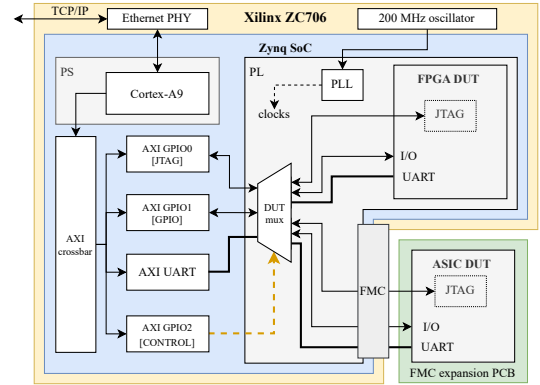 TCP/IP
Ethernet PHY
Xilinx ZC706
200 MHz oscillator
Zynq SoC
PS
PL
Cortex-A9
PLL
clocks
FPGA DUT
JTAG
I/O
UART
AXI GPIO0
[JTAG]
AXI GPIO1
[GPIO]
AXI
crossbar
AXI UART
AXI GPIO2
[CONTROL]
DUT
mux
FMC
ASIC DUT
JTAG
I/O
UART
FMC expansion PCB